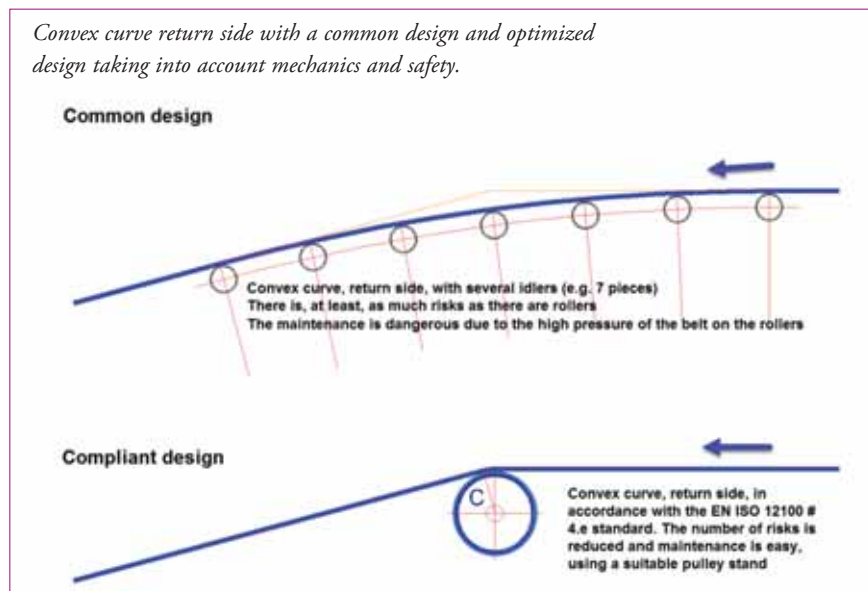 Convex curve return side with a common design and optimized
design taking into account mechanics and safety.
Common design
Convex curve, return side, with several idlers (e.g. 7 pieces)
There is, at least, as much risks as there are rollers
The maintenance is dangerous due to the high pressure of the belt on the rollers
Compliant design
C
Convex curve, return side, in
accordance with the EN ISO 12100 #
4.e standard. The number of risks is
reduced and maintenance is easy,
using a suitable pulley stand